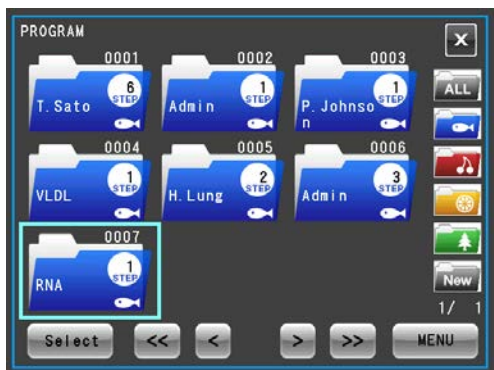 PROGRAM
X
0001 0002 0003
6 STEP 1 STEP 1 STEP
T. Sato Admin P. Johnso
n
ALL
0004 0005 0006
1 STEP 2 STEP 3 STEP
VLDL H. Lung Admin
0007
1 STEP
RNA
New
1/ 1
Select << < > >> MENU